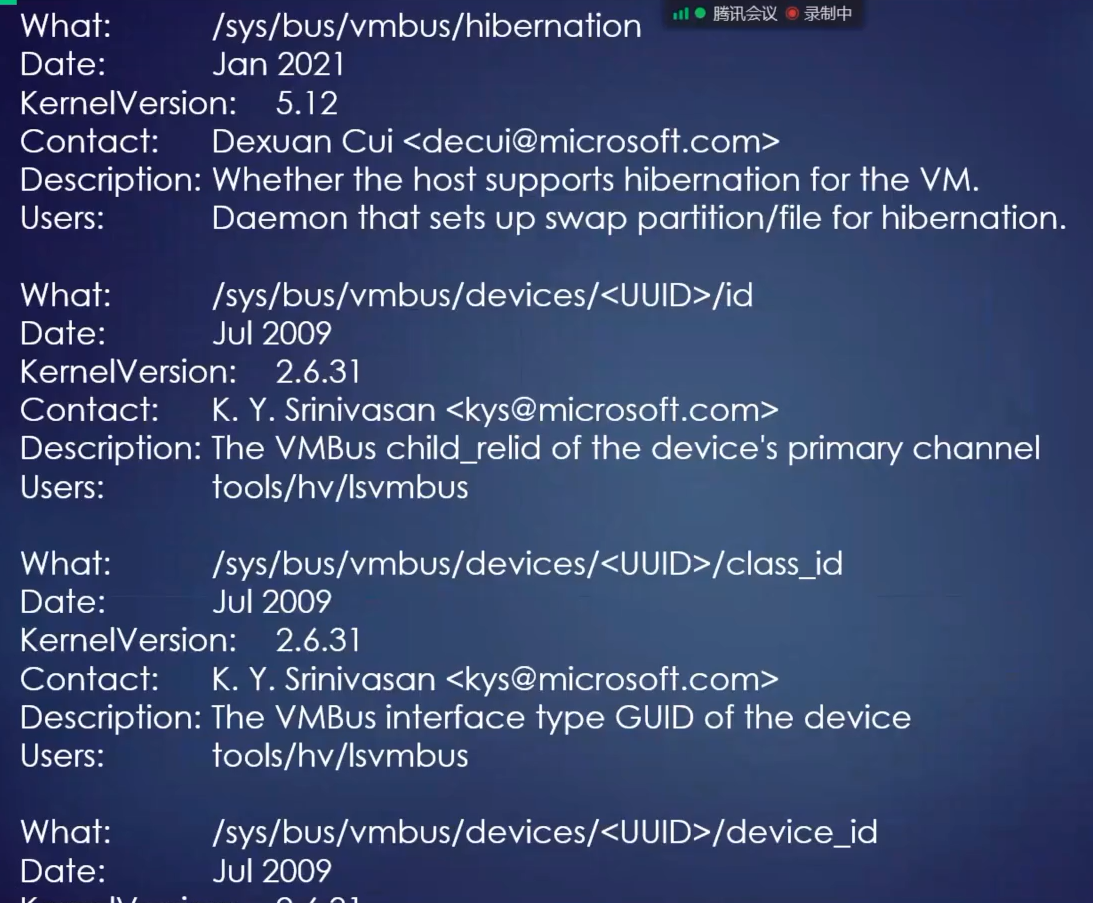 腾讯会议 录制中
What: /sys/bus/vmbus/hibernation
Date: Jan 2021
KernelVersion: 5.12
Contact: Dexuan Cui <decui@microsoft.com>
Description: Whether the host supports hibernation for the VM.
Users: Daemon that sets up swap partition/file for hibernation.
What: /sys/bus/vmbus/devices/<UUID>/id
Date: Jul 2009
KernelVersion: 2.6.31
Contact: K. Y. Srinivasan <kys@microsoft.com>
Description: The VMBus child_relid of the device's primary channel
Users: tools/hv/lsvmbus
What: /sys/bus/vmbus/devices/<UUID>/class_id
Date: Jul 2009
KernelVersion: 2.6.31
Contact: K. Y. Srinivasan <kys@microsoft.com>
Description: The VMBus interface type GUID of the device
Users: tools/hv/lsvmbus
What: /sys/bus/vmbus/devices/<UUID>/device_id
Date: Jul 2009